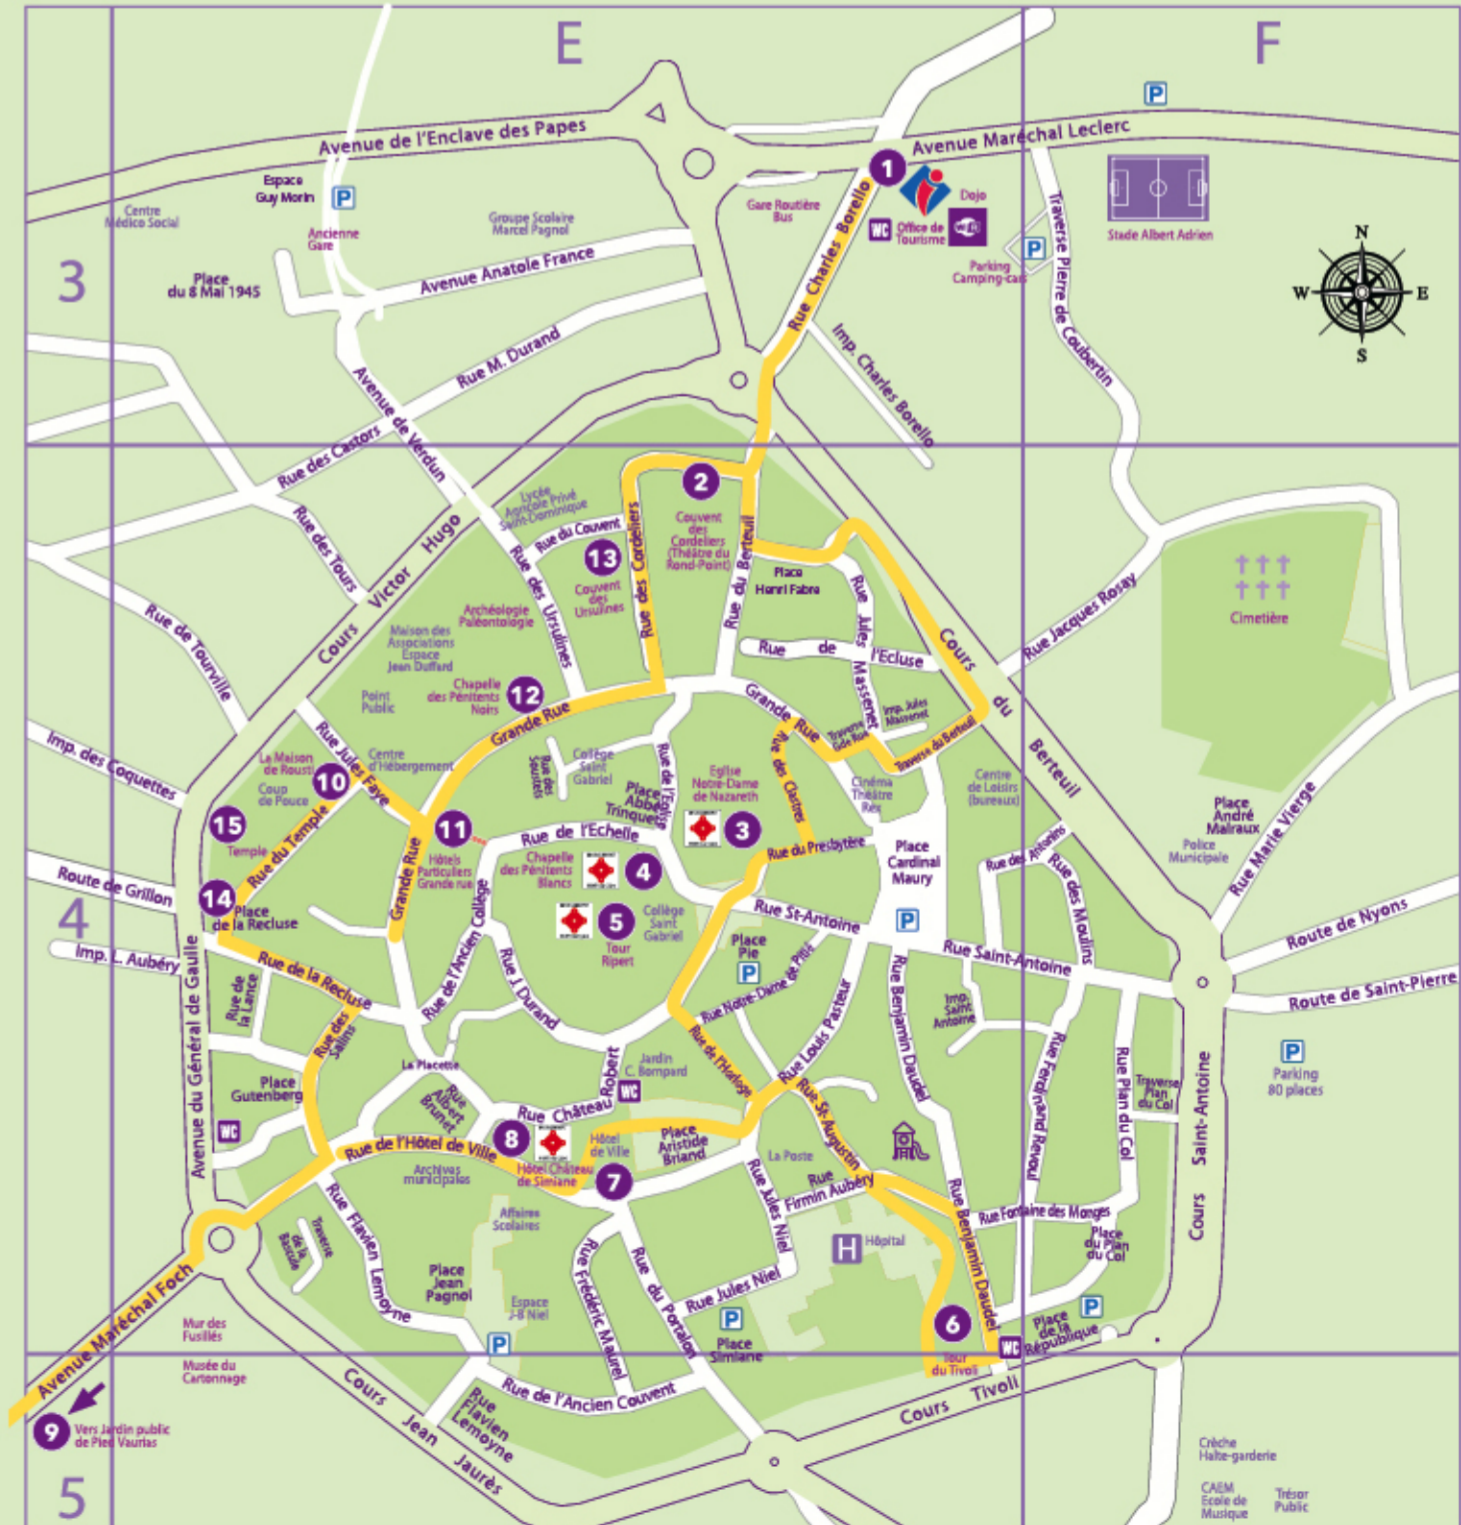 E
F
Avenue de l'Enclave des Papes
Avenue Maréchal Leclerc
P
1
Espace
Guy Morin
P
Centre
Médico Social
Ancienne
Gare
Groupe Scolaire
Marcel Pagnol
Gare Routière
Bus
Rue Charles Borello
WC
Office de
Tourisme
Dojo
Parking
Camping-cars
P
Traverse Pierre de Coubertin
Stade Albert Adrien
N
W
E
S
3
Place
du 8 Mai 1945
Avenue Anatole France
Rue M. Durand
Imp. Charles Borello
Avenue de Verdun
Rue des Castors
Rue des Tours
Cours Victor Hugo
Lycée
Agricole Privé
Saint-Dominique
Rue du Couvent
2
Couvent
des
Cordeliers
(Théâtre du
Rond-Point)
13
Couvent
des
Ursulines
Rue des Cordeliers
Rue du Berteuil
Place
Henri Fabre
Rue des Ursulines
Archéologie
Paléontologie
Maison des
Associations
Espace
Jean Duffard
Rue de Tourville
Rue Jules Massenet
Rue de l'Ecluse
Cours du Berteuil
Rue Jacques Rosay
Cimetière
Point
Public
Chapelle
des Pénitents
Noirs
12
Grande Rue
Grande Rue
Traverse
Gde Rue
Imp. Jules
Massenet
Traverse du Berteuil
Imp. des Coquettes
Rue Jules Faye
La Maison
de Rousti
10
Coup
de Pouce
Centre
d'Hébergement
Rue des
Soustets
Collège
Saint
Gabriel
Rue de l'Eglise
Place
Abbé
Trinquet
Eglise
Notre-Dame
de Nazareth
3
Rue des Clastres
Cinéma
Théâtre
Rex
Centre
de Loisirs
(bureaux)
Place
André
Malraux
Police
Municipale
Rue Marie Vierge
15
Temple
Rue du Temple
11
Hôtels
Particuliers
Grande rue
Grande Rue
Rue de l'Echelle
Chapelle
des Pénitents
Blancs
4
Rue du Presbytère
Place
Cardinal
Maury
P
Rue des Antonins
Rue des Moulins
Route de Grillon
14
Place
de la Recluse
4
5
Tour
Ripert
Collège
Saint
Gabriel
Rue St-Antoine
Rue Saint-Antoine
Route de Nyons
Route de Saint-Pierre
Imp. L. Aubéry
Rue de la Recluse
Rue de
la Lance
Rue de l'Ancien Collège
Rue J. Durand
Place
Pie
P
Rue Notre-Dame de Pitié
Rue Louis Pasteur
Rue Benjamin Daudel
Imp.
Saint
Antoine
Avenue du Général de Gaulle
Rue des
Salins
La Placette
Place
Gutenberg
WC
Rue
Albert
Brunet
Rue Château Robert
WC
Jardin
C. Bompard
Rue de l'Horloge
Rue Ferdinand Revoul
Rue Plan du Col
Traverse
Plan
du Col
Cours Saint-Antoine
P
Parking
80 places
Rue de l'Hôtel de Ville
Archives
municipales
8
Hôtel Château
de Simiane
Hôtel
de Ville
7
Place
Aristide
Briand
Rue St-Augustin
La Poste
Rue
Firmin Aubéry
Rue Fontaine des Monges
Place
du Plan
du Col
Affaires
Scolaires
Rue Flavien Lemoyne
Traverse
de la
Bascule
Place
Jean
Pagnol
Espace
J-B Niel
P
Rue Frédéric Maurel
Rue du Portalon
Rue Jules Niel
Rue Jules Niel
H
Hôpital
Rue Benjamin Daudel
P
Place
Simiane
6
Tour
du Tivoli
WC
Place
de la
République
P
Avenue Maréchal Foch
Mur des
Fusillés
Musée du
Cartonnage
9
Vers Jardin public
de Pied Vaurias
5
Cours Jean Jaurès
Rue
Flavien
Lemoyne
Rue de l'Ancien Couvent
Cours Tivoli
Crèche
Halte-garderie
CAEM
Ecole de
Musique
Trésor
Public